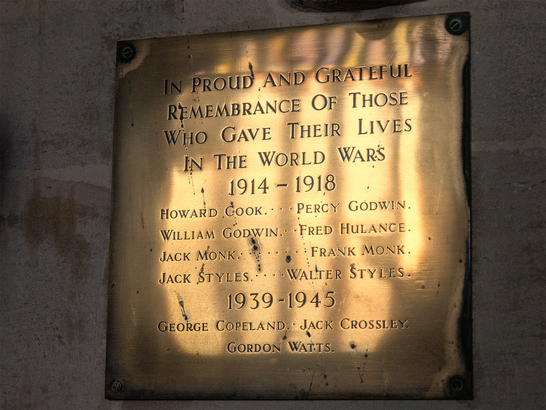 In Proud And Grateful
Remembrance Of Those
Who Gave Their Lives
In The World Wars
1914 – 1918
Howard Cook. · · · Percy Godwin.
William Godwin. · · Fred Hulance.
Jack Monk. · · · · · · · Frank Monk.
Jack Styles. · · · · Walter Styles.
1939-1945
George Copeland. · Jack Crossley.
Gordon Watts.